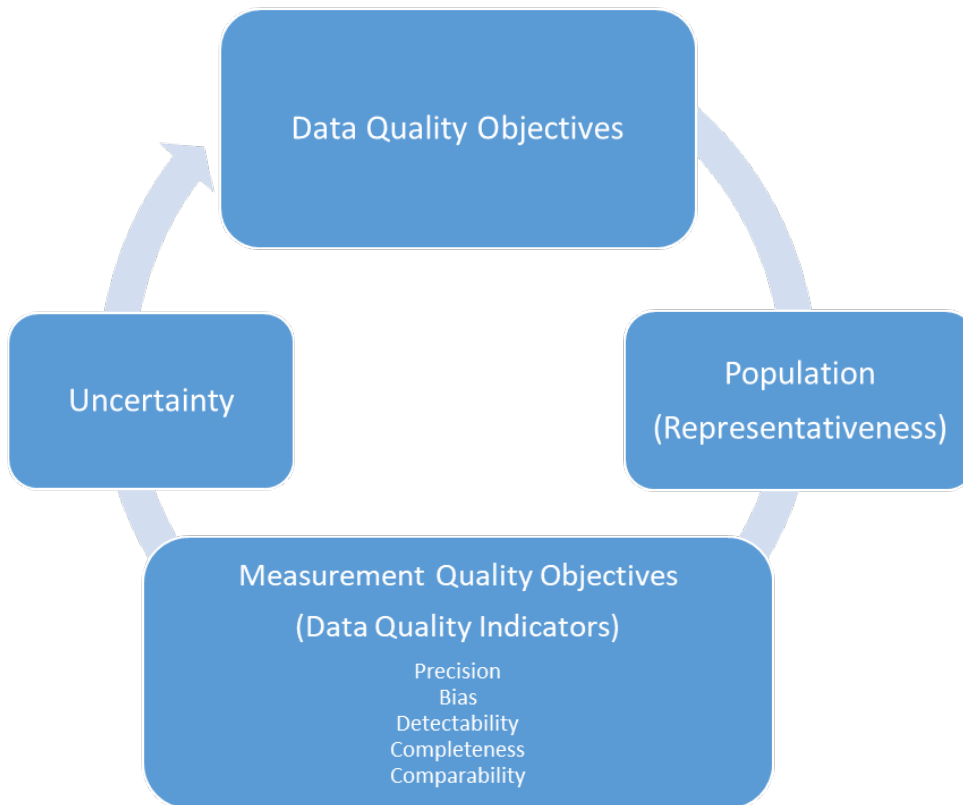 Data Quality Objectives
Population
(Representativeness)
Measurement Quality Objectives
(Data Quality Indicators)
Precision
Bias
Detectability
Completeness
Comparability
Uncertainty